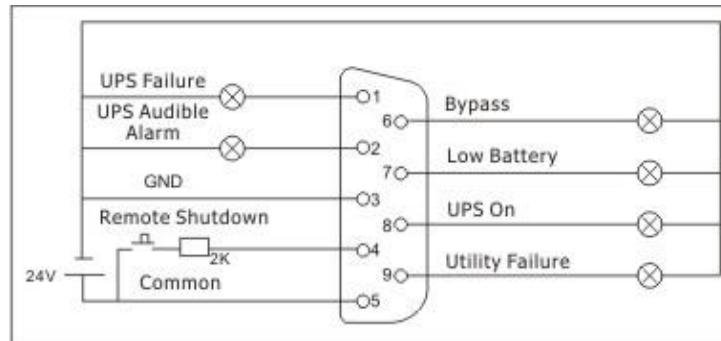 UPS Failure
1
6
Bypass
UPS Audible
Alarm
2
7
Low Battery
GND
3
8
UPS On
Remote Shutdown
2K
4
9
Utility Failure
24V
Common
5